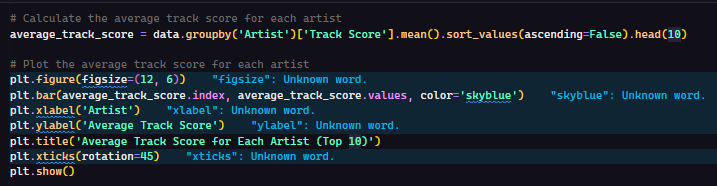 # Calculate the average track score for each artist
average_track_score = data.groupby('Artist')['Track Score'].mean().sort_values(ascending=False).head(10)
# Plot the average track score for each artist
plt.figure(figsize=(12, 6))    "figsize": Unknown word.
plt.bar(average_track_score.index, average_track_score.values, color='skyblue')    "skyblue": Unknown word.
plt.xlabel('Artist')    "xlabel": Unknown word.
plt.ylabel('Average Track Score')    "ylabel": Unknown word.
plt.title('Average Track Score for Each Artist (Top 10)')
plt.xticks(rotation=45)    "xticks": Unknown word.
plt.show()